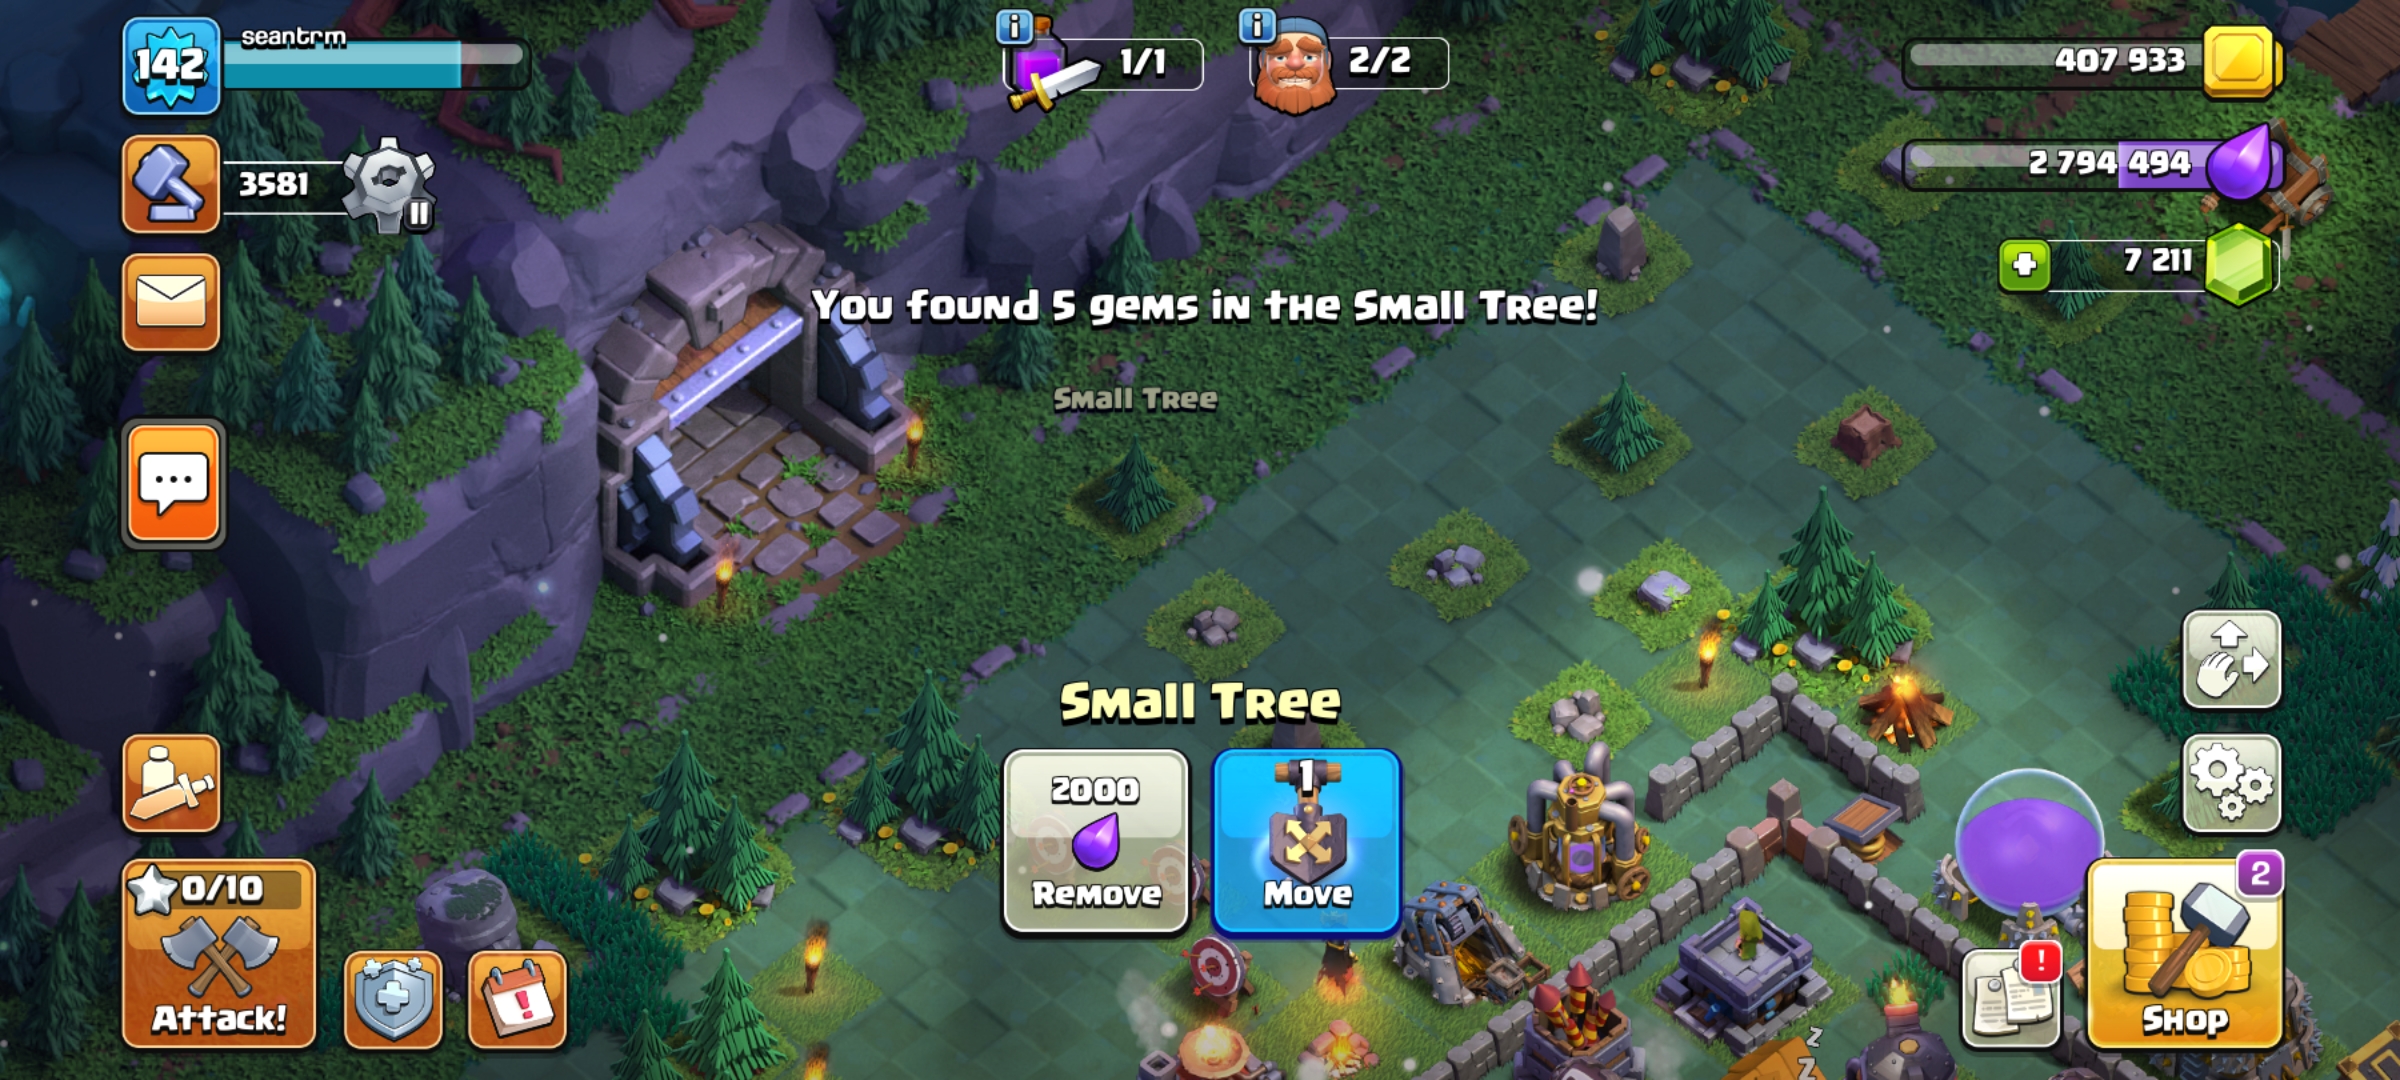 142
seantrm
1/1
2/2
407 933
3581
2 794 494
7 211
You found 5 gems in the Small Tree!
Small Tree
Small Tree
2000
Remove
1
Move
0/10
Attack!
2
Shop
!
z
z